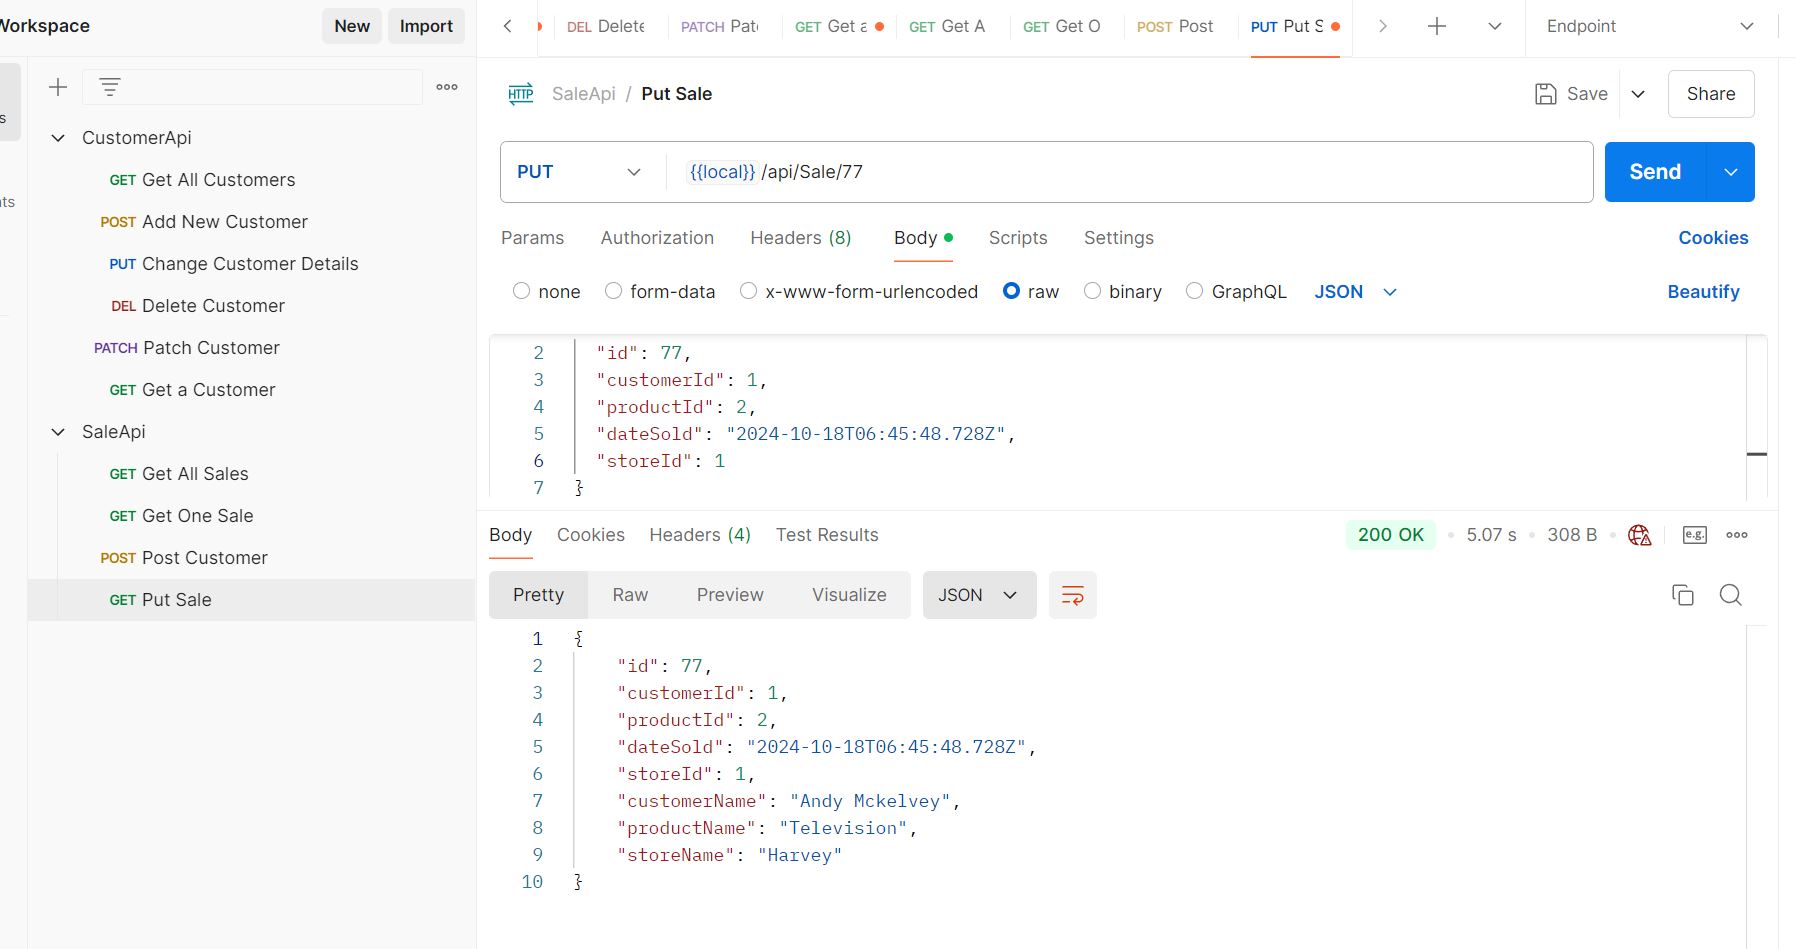 Workspace
New
Import
DEL Delete
PATCH Pat
GET Get a
GET Get A
GET Get O
POST Post
PUT Put S
Endpoint
s
ts
CustomerApi
GET Get All Customers
POST Add New Customer
PUT Change Customer Details
DEL Delete Customer
PATCH Patch Customer
GET Get a Customer
SaleApi
GET Get All Sales
GET Get One Sale
POST Post Customer
GET Put Sale
HTTP SaleApi / Put Sale
Save
Share
PUT {{local}}/api/Sale/77
Send
Params Authorization Headers (8) Body Scripts Settings Cookies
none form-data x-www-form-urlencoded raw binary GraphQL JSON Beautify
2 "id": 77,
3 "customerId": 1,
4 "productId": 2,
5 "dateSold": "2024-10-18T06:45:48.728Z",
6 "storeId": 1
7 }
Body Cookies Headers (4) Test Results 200 OK • 5.07 s • 308 B • e.g.
Pretty Raw Preview Visualize JSON
1 {
2 "id": 77,
3 "customerId": 1,
4 "productId": 2,
5 "dateSold": "2024-10-18T06:45:48.728Z",
6 "storeId": 1,
7 "customerName": "Andy Mckelvey",
8 "productName": "Television",
9 "storeName": "Harvey"
10 }